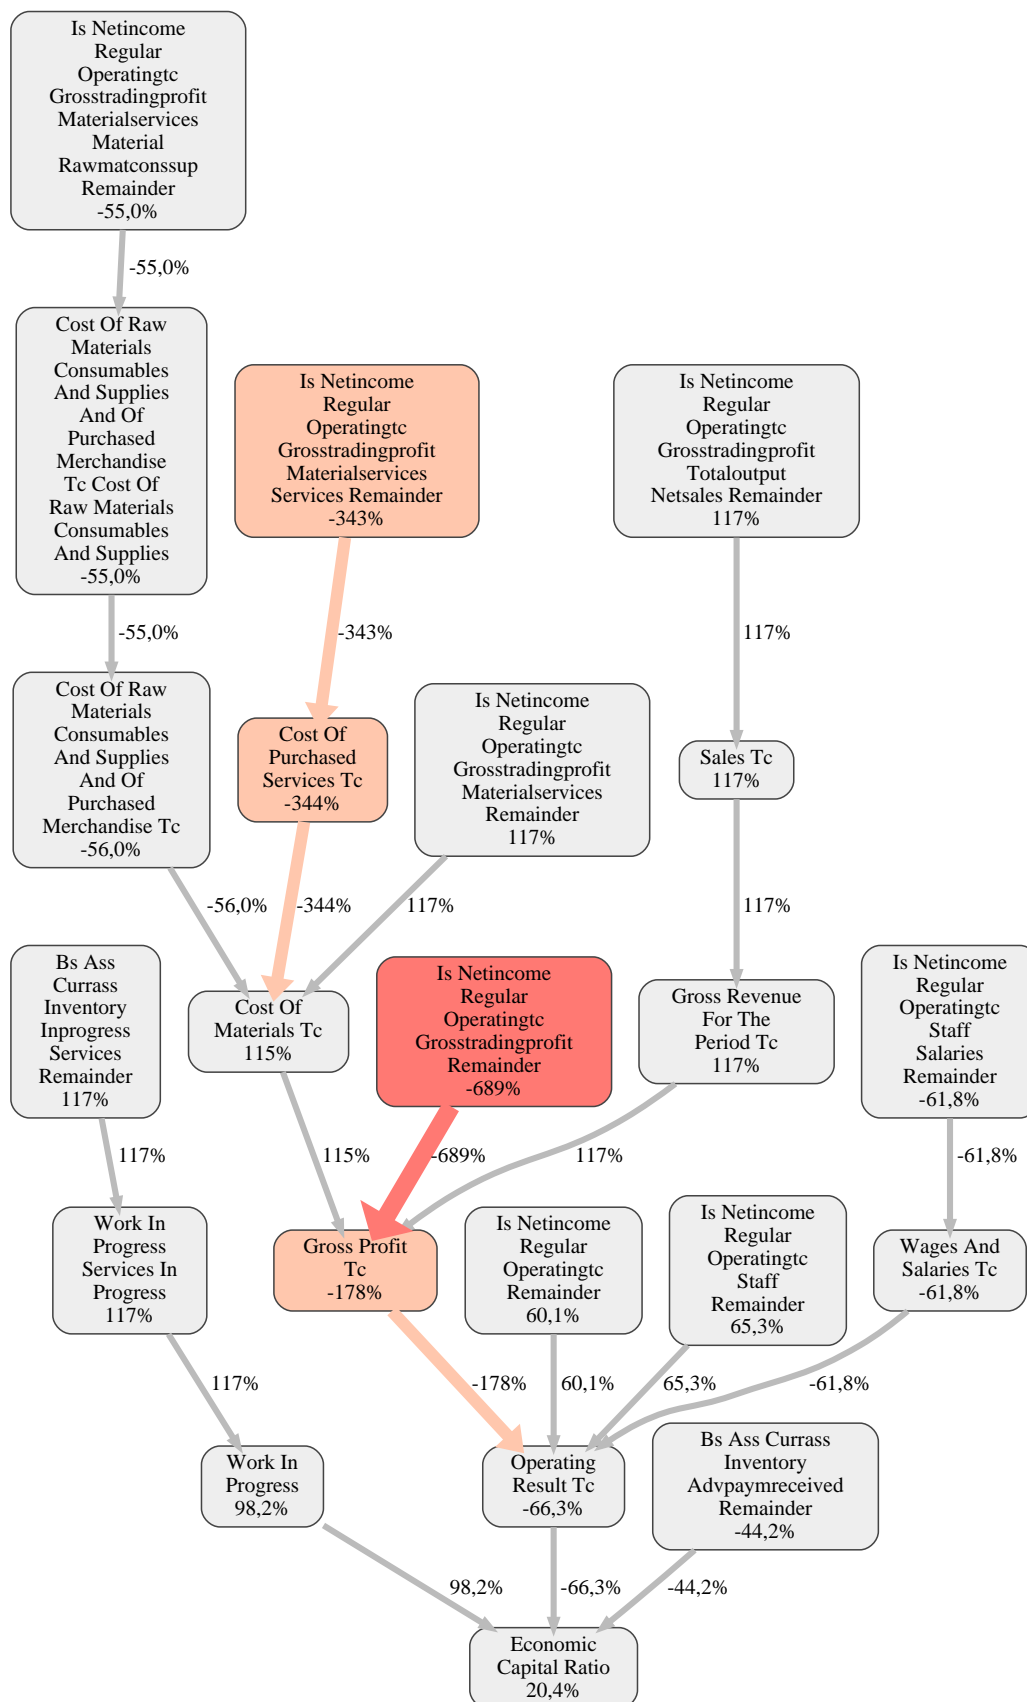 Is Netincome
Regular
Operatingtc
Grosstradingprofit
Materialservices
Material
Rawmatconssup
Remainder
-55,0%
-55,0%
Cost Of Raw
Materials
Consumables
And Supplies
And Of
Purchased
Merchandise
Tc Cost Of
Raw Materials
Consumables
And Supplies
-55,0%
Is Netincome
Regular
Operatingtc
Grosstradingprofit
Materialservices
Services Remainder
-343%
Is Netincome
Regular
Operatingtc
Grosstradingprofit
Totaloutput
Netsales Remainder
117%
-55,0%
-343%
117%
Cost Of Raw
Materials
Consumables
And Supplies
And Of
Purchased
Merchandise Tc
-56,0%
Cost Of
Purchased
Services Tc
-344%
Is Netincome
Regular
Operatingtc
Grosstradingprofit
Materialservices
Remainder
117%
Sales Tc
117%
-56,0%
-344%
117%
117%
Bs Ass
Currass
Inventory
Inprogress
Services
Remainder
117%
Cost Of
Materials Tc
115%
Is Netincome
Regular
Operatingtc
Grosstradingprofit
Remainder
-689%
Gross Revenue
For The
Period Tc
117%
Is Netincome
Regular
Operatingtc
Staff
Salaries
Remainder
-61,8%
117%
115%
-689%
117%
-61,8%
Work In
Progress
Services In
Progress
117%
Gross Profit
Tc
-178%
Is Netincome
Regular
Operatingtc
Remainder
60,1%
Is Netincome
Regular
Operatingtc
Staff
Remainder
65,3%
Wages And
Salaries Tc
-61,8%
117%
-178%
60,1%
65,3%
-61,8%
Work In
Progress
98,2%
Operating
Result Tc
-66,3%
Bs Ass Currass
Inventory
Advpaymreceived
Remainder
-44,2%
98,2%
-66,3%
-44,2%
Economic
Capital Ratio
20,4%